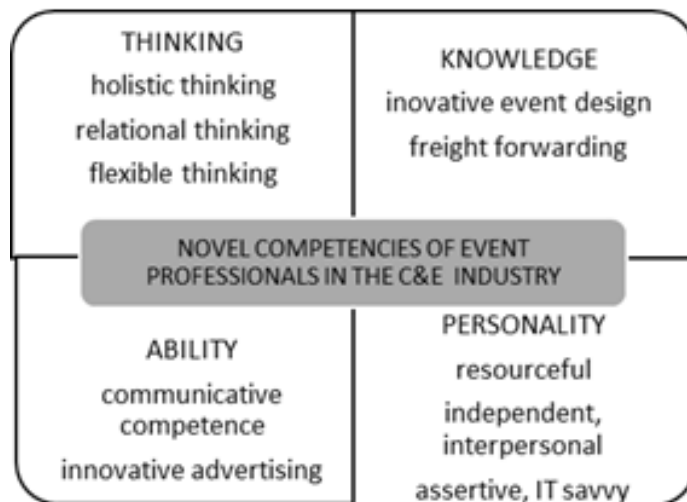 THINKING
holistic thinking
relational thinking
flexible thinking
KNOWLEDGE
inovative event design
freight forwarding
NOVEL COMPETENCIES OF EVENT
PROFESSIONALS IN THE C&E INDUSTRY
ABILITY
communicative
competence
innovative advertising
PERSONALITY
resourceful
independent,
interpersonal
assertive, IT savvy